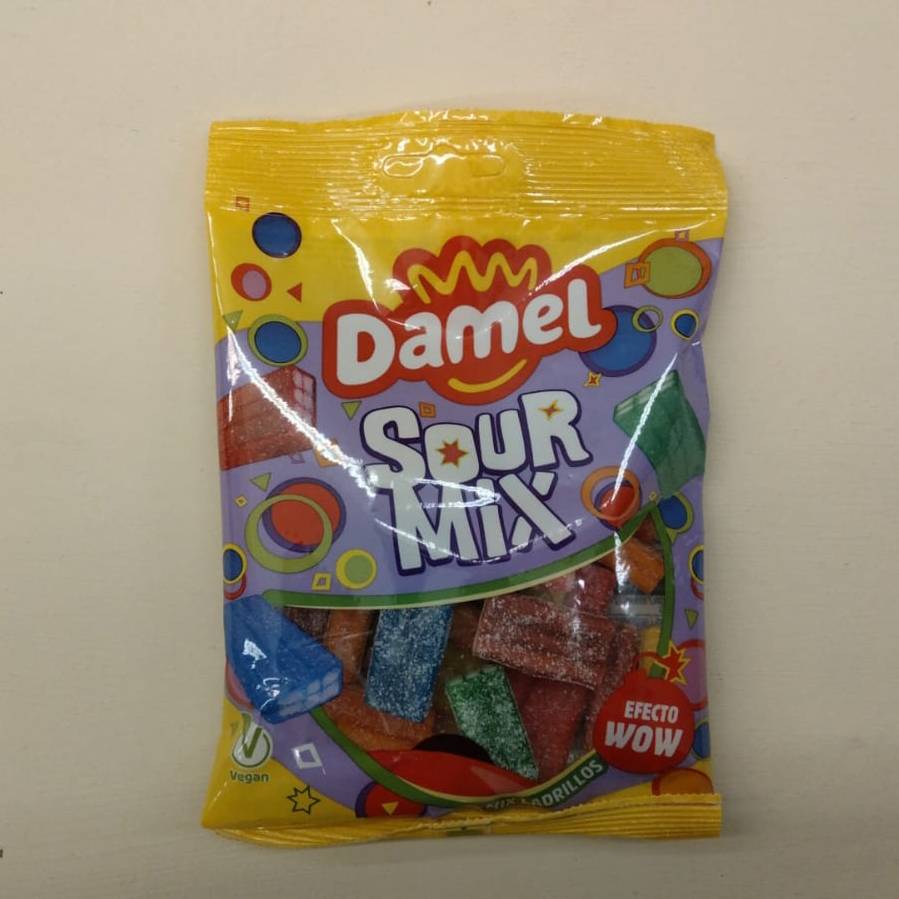 Damel
SOUR
MIX
EFECTO
WOW
Vegan
MIX LADRILLOS